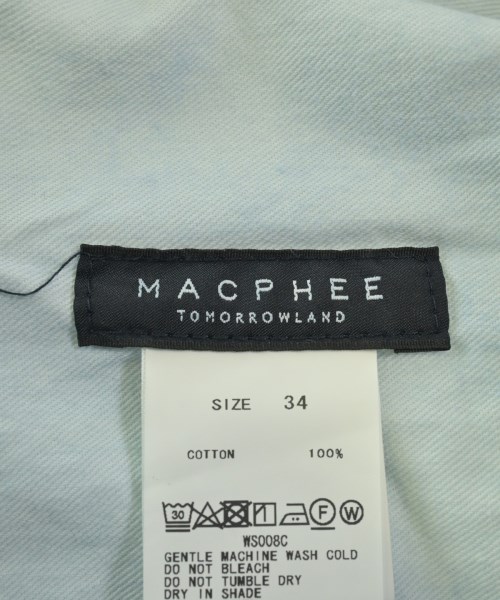 MACPHEE
TOMORROWLAND
SIZE 34
COTTON 100%
30 F W
WS008C
GENTLE MACHINE WASH COLD
DO NOT BLEACH
DO NOT TUMBLE DRY
DRY IN SHADE